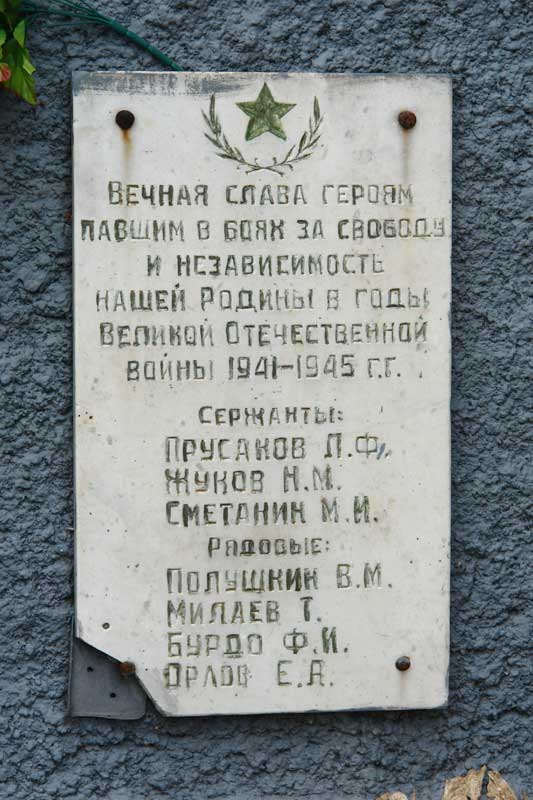 Вечная слава героям
павшим в боях за свободу
и независимость
нашей Родины в годы
Великой Отечественной
войны 1941-1945 г.г.
Сержанты:
Прусаков Л.Ф.
Жуков Н.М.
Сметанин М.И.
Рядовые:
Полушкин В.М.
Милаев Т.
Бурдо Ф.И.
Орлов Е.А.